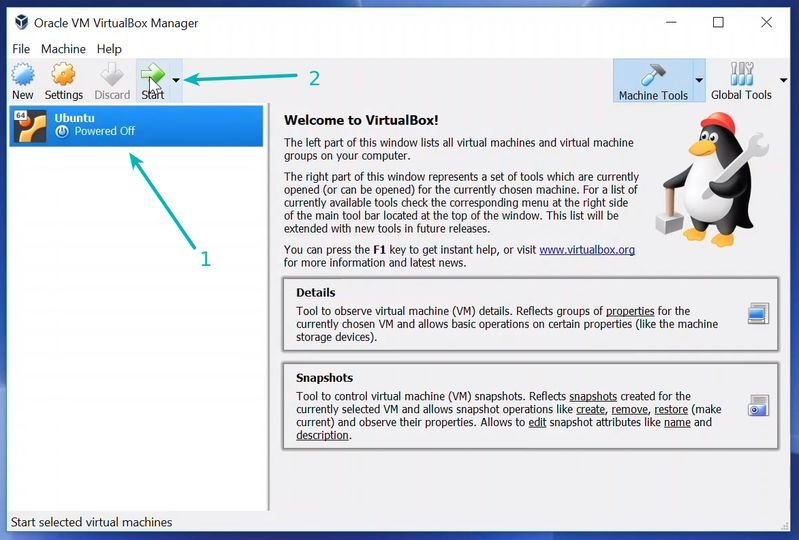 Oracle VM VirtualBox Manager
File Machine Help
New Settings Discard Start
2
Machine Tools Global Tools
64
Ubuntu
Powered Off
1
Welcome to VirtualBox!
The left part of this window lists all virtual machines and virtual machine
groups on your computer.
The right part of this window represents a set of tools which are currently
opened (or can be opened) for the currently chosen machine. For a list of
currently available tools check the corresponding menu at the right side
of the main tool bar located at the top of the window. This list will be
extended with new tools in future releases.
You can press the F1 key to get instant help, or visit www.virtualbox.org
for more information and latest news.
Details
Tool to observe virtual machine (VM) details. Reflects groups of properties for the
currently chosen VM and allows basic operations on certain properties (like the machine
storage devices).
Snapshots
Tool to control virtual machine (VM) snapshots. Reflects snapshots created for the
currently selected VM and allows snapshot operations like create, remove, restore (make
current) and observe their properties. Allows to edit snapshot attributes like name and
description.
Start selected virtual machines